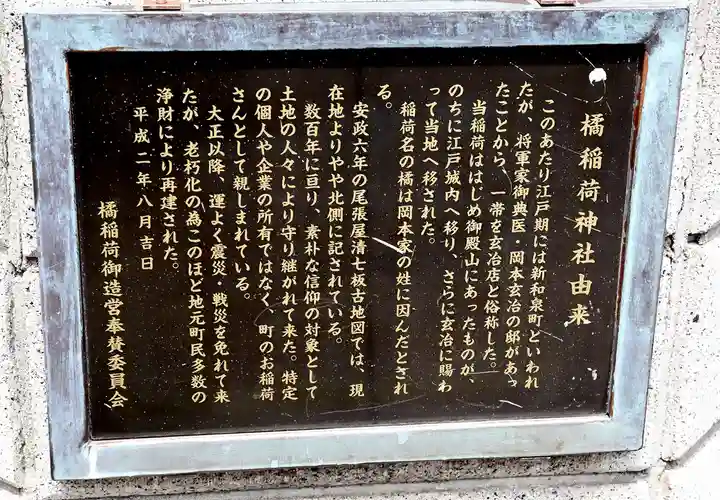 橘稲荷神社由来
このあたり江戸期には新和泉町といわれ
たが、将軍家御典医・岡本玄冶の邸があっ
たことから、一帯を玄冶店と俗称した。
当稲荷ははじめ御殿山にあったものが、
のちに江戸城内へ移り、さらに玄冶に賜わ
って当地へ移された。
稲荷名の橘は岡本家の姓に因んだとされ
る。
安政六年の尾張屋清七板古地図では、現
在地よりやや北側に記されている。
数百年に亘り、素朴な信仰の対象として
土地の人々により守り継がれて来た。特定
の個人や企業の所有ではなく、町のお稲荷
さんとして親しまれている。
大正以降、運よく震災・戦災を免れて来
たが、老朽化の為このほど地元町民多数の
浄財により再建された。
平成二年八月吉日
橘稲荷御造営奉賛委員会